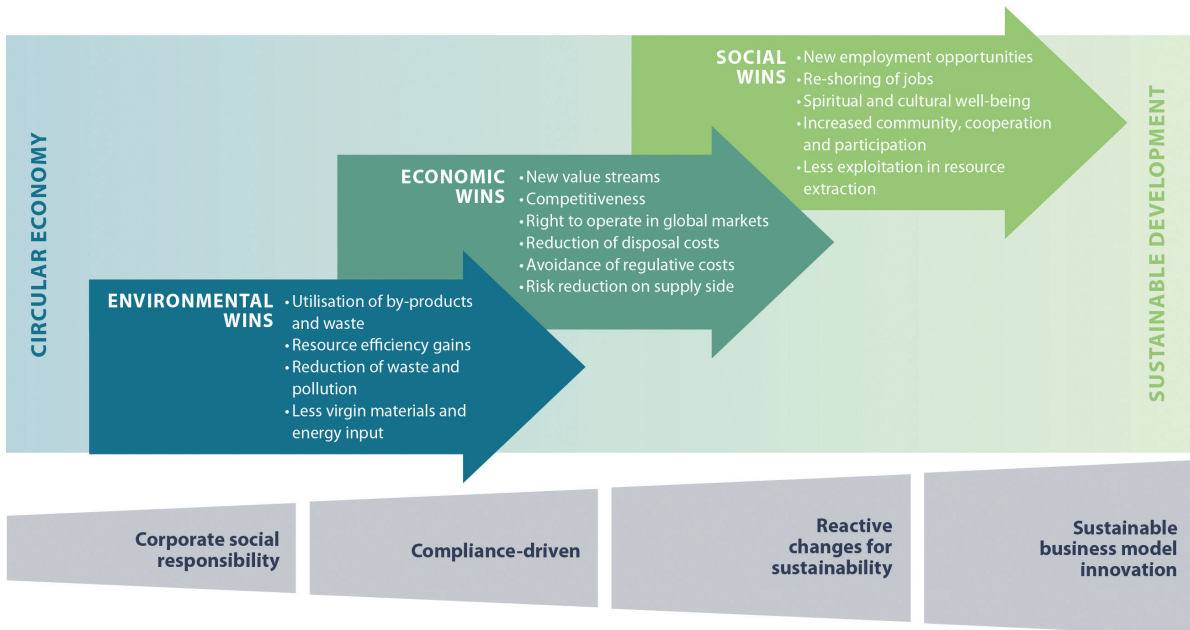 CIRCULAR ECONOMY
ENVIRONMENTAL
WINS
• Utilisation of by-products
and waste
• Resource efficiency gains
• Reduction of waste and
pollution
• Less virgin materials and
energy input
ECONOMIC
WINS
• New value streams
• Competitiveness
• Right to operate in global markets
• Reduction of disposal costs
• Avoidance of regulative costs
• Risk reduction on supply side
SOCIAL
WINS
• New employment opportunities
• Re-shoring of jobs
• Spiritual and cultural well-being
• Increased community, cooperation
and participation
• Less exploitation in resource
extraction
SUSTAINABLE DEVELOPMENT
Corporate social
responsibility
Compliance-driven
Reactive
changes for
sustainability
Sustainable
business model
innovation